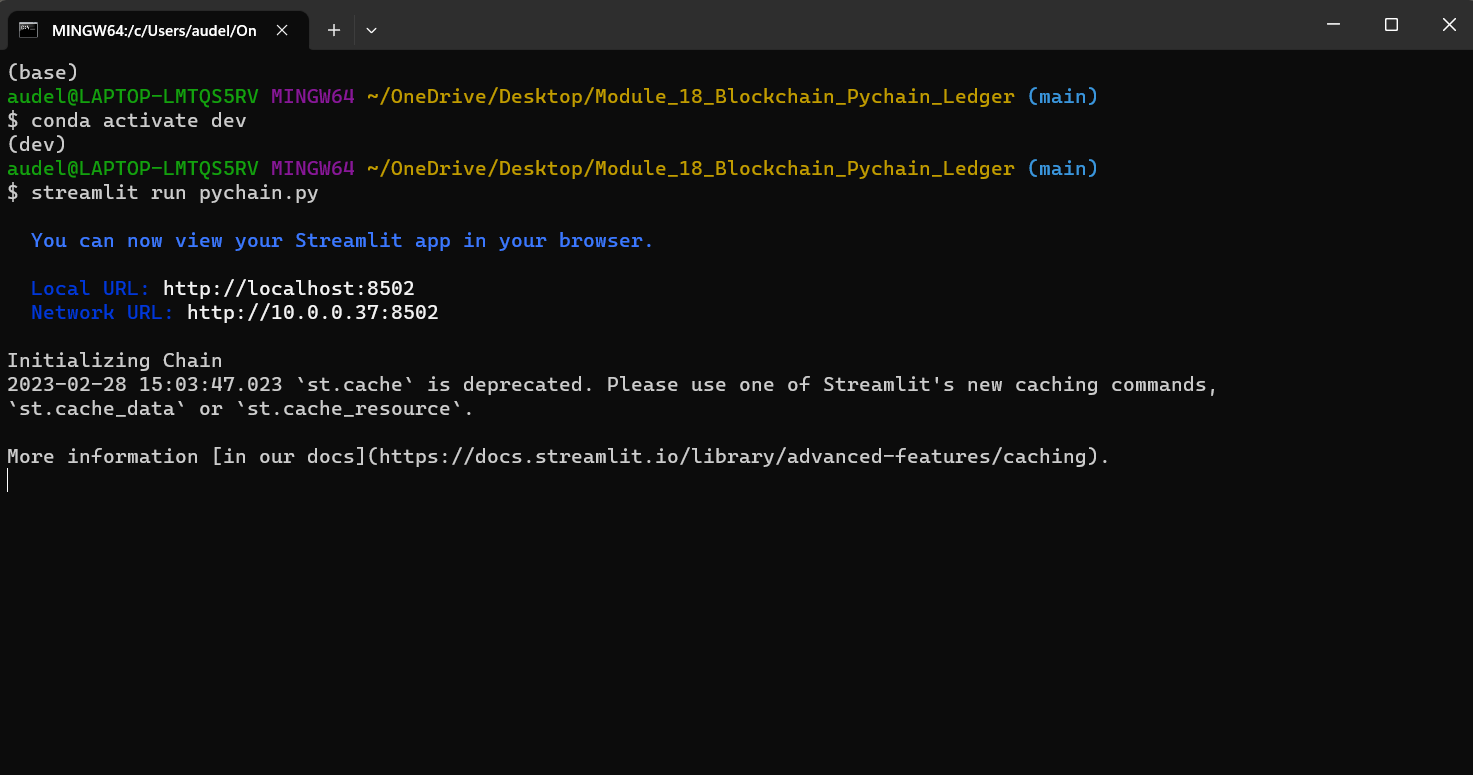 MINGW64:/c/Users/audel/On
(base)
audel@LAPTOP-LMTQS5RV MINGW64 ~/OneDrive/Desktop/Module_18_Blockchain_Pychain_Ledger (main)
$ conda activate dev
(dev)
audel@LAPTOP-LMTQS5RV MINGW64 ~/OneDrive/Desktop/Module_18_Blockchain_Pychain_Ledger (main)
$ streamlit run pychain.py
You can now view your Streamlit app in your browser.
Local URL: http://localhost:8502
Network URL: http://10.0.0.37:8502
Initializing Chain
2023-02-28 15:03:47.023 `st.cache` is deprecated. Please use one of Streamlit's new caching commands,
`st.cache_data` or `st.cache_resource`.
More information [in our docs](https://docs.streamlit.io/library/advanced-features/caching).